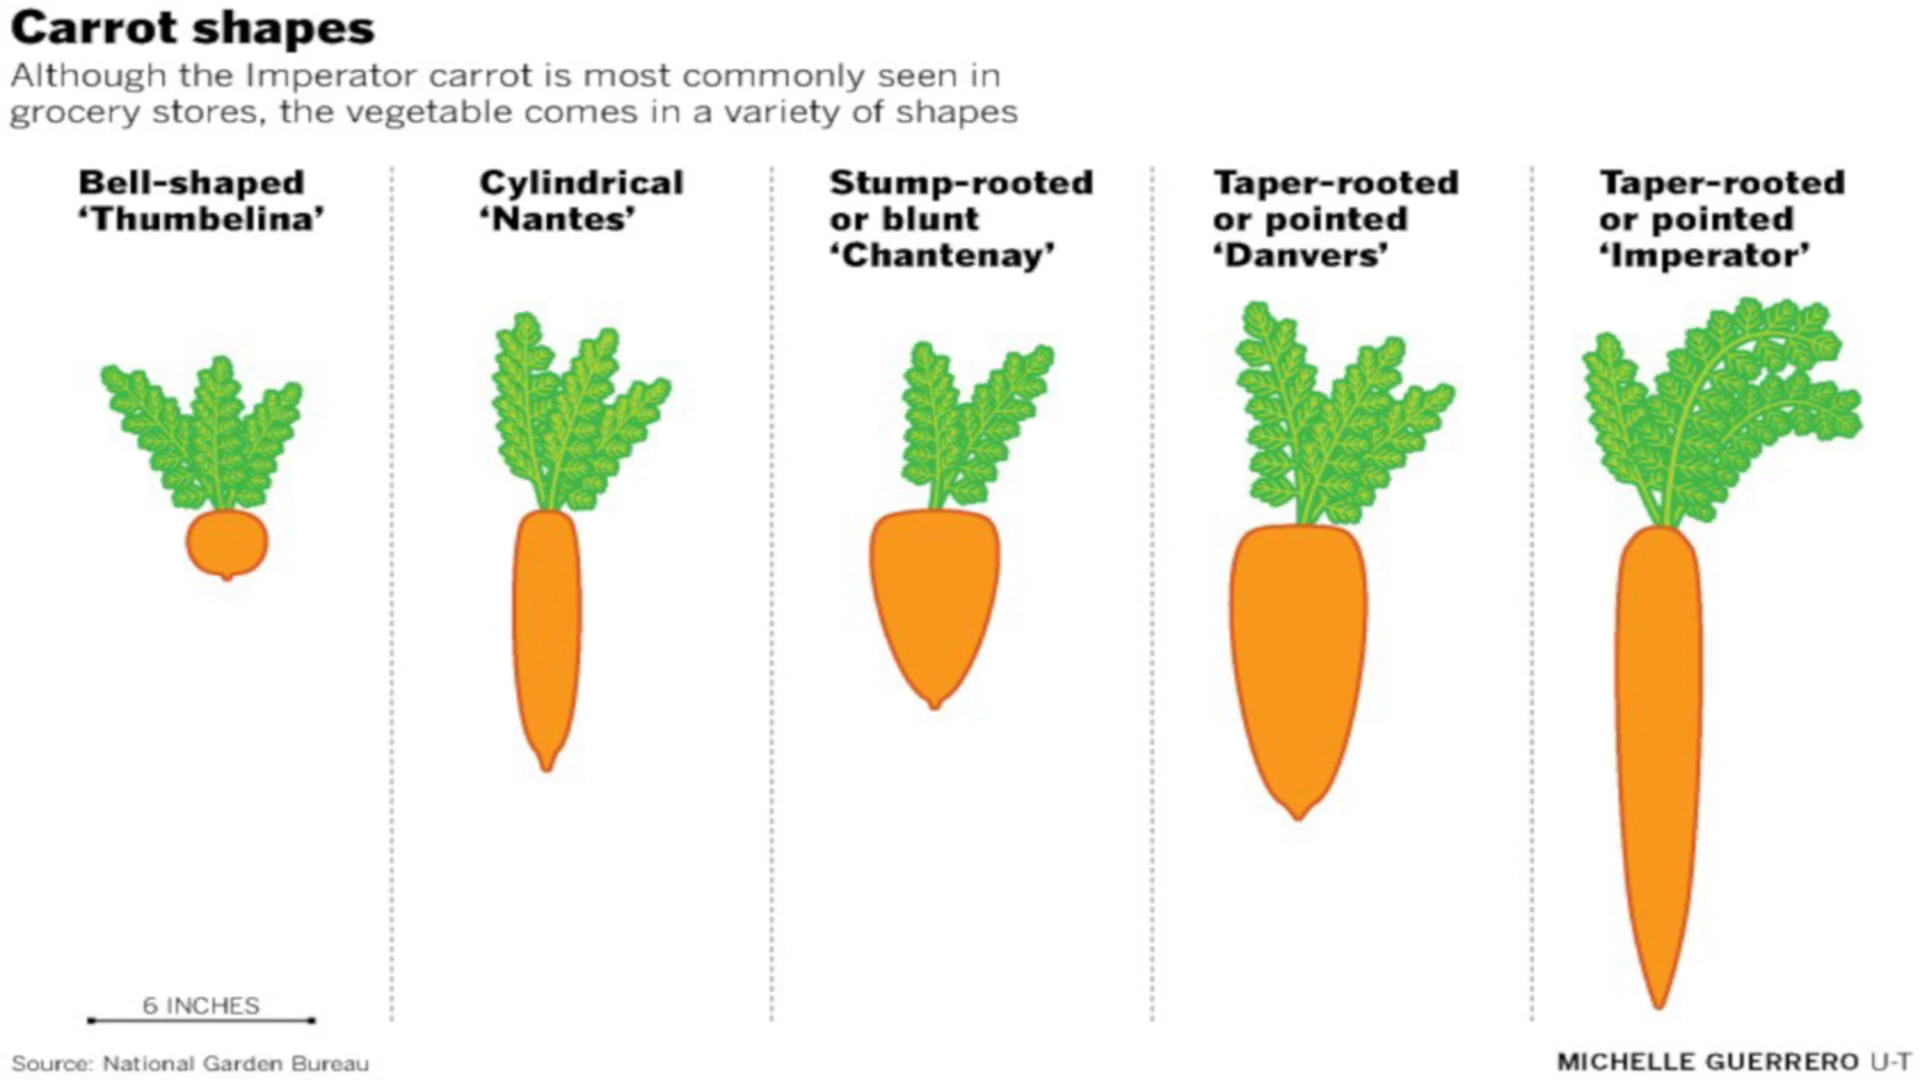 Carrot shapes
Although the Imperator carrot is most commonly seen in
grocery stores, the vegetable comes in a variety of shapes
Bell-shaped
‘Thumbelina’
Cylindrical
‘Nantes’
Stump-rooted
or blunt
‘Chantenay’
Taper-rooted
or pointed
‘Danvers’
Taper-rooted
or pointed
‘Imperator’
6 INCHES
Source: National Garden Bureau
MICHELLE GUERRERO U-T